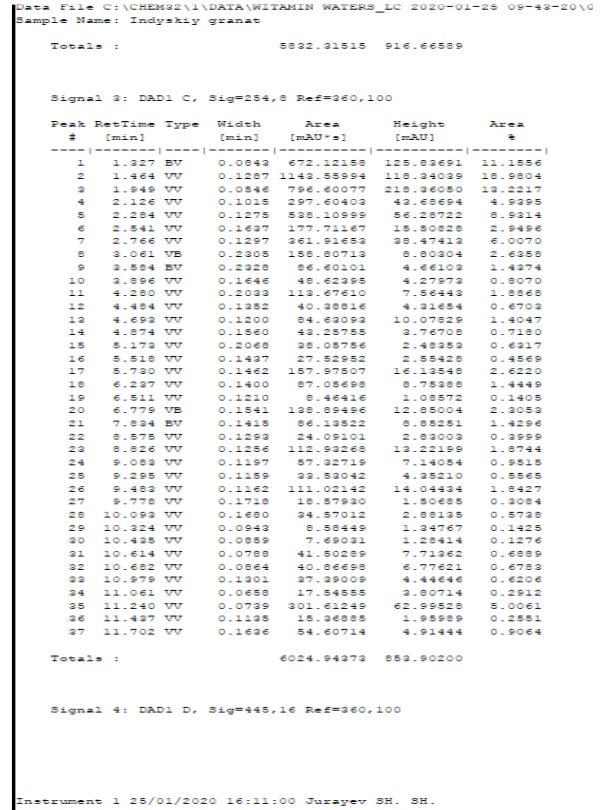 Data File C:\CHEM32\1\DATA\WITAMIN WATERS_LC 2020-01-25 09-43-20\0
Sample Name: Indyskiy granat
Totals : 5832.31515 916.66589
Signal 3: DAD1 C, Sig=254,8 Ref=360,100
Peak RetTime Type Width Area Height Area
# [min] [min] [mAU*s] [mAU] %
----|-------|----|-------|----------|----------|--------|
1 1.327 BV 0.0843 672.12158 125.83691 11.1556
2 1.464 VV 0.1287 1143.55994 118.34039 18.9804
3 1.949 VV 0.0546 796.60077 218.36050 13.2217
4 2.126 VV 0.1015 297.60403 43.68694 4.9395
5 2.284 VV 0.1275 538.10999 56.28722 8.9314
6 2.541 VV 0.1637 177.71167 15.50828 2.9496
7 2.766 VV 0.1297 361.91653 38.47413 6.0070
8 3.061 VB 0.2305 158.80713 8.80304 2.6358
9 3.584 BV 0.2328 86.60101 4.66103 1.4374
10 3.896 VV 0.1646 48.62395 4.27973 0.8070
11 4.280 VV 0.2033 113.67610 7.56443 1.8868
12 4.484 VV 0.1352 40.38816 4.31654 0.6703
13 4.693 VV 0.1200 84.63093 10.07829 1.4047
14 4.874 VV 0.1560 43.25755 3.76708 0.7180
15 5.173 VV 0.2068 38.05756 2.48353 0.6317
16 5.518 VV 0.1437 27.52952 2.55428 0.4569
17 5.730 VV 0.1462 157.97507 16.13548 2.6220
18 6.237 VV 0.1400 87.05698 8.75388 1.4449
19 6.511 VV 0.1210 8.46416 1.08572 0.1405
20 6.779 VB 0.1541 138.89496 12.85004 2.3053
21 7.834 BV 0.1415 86.13522 8.85251 1.4296
22 8.575 VV 0.1293 24.09101 2.83003 0.3999
23 8.826 VV 0.1256 112.93268 13.22199 1.8744
24 9.083 VV 0.1197 57.32719 7.14054 0.9515
25 9.295 VV 0.1159 33.53042 4.35210 0.5565
26 9.483 VV 0.1162 111.02142 14.04434 1.8427
27 9.778 VV 0.1718 18.57930 1.50685 0.3084
28 10.093 VV 0.1680 34.57012 2.88135 0.5738
29 10.324 VV 0.0943 8.58449 1.34767 0.1425
30 10.435 VV 0.0859 7.69031 1.28414 0.1276
31 10.614 VV 0.0788 41.50289 7.71362 0.6889
32 10.682 VV 0.0864 40.86698 6.77621 0.6783
33 10.979 VV 0.1301 37.39009 4.44646 0.6206
34 11.061 VV 0.0658 17.54555 3.80714 0.2912
35 11.240 VV 0.0739 301.61249 62.99528 5.0061
36 11.437 VV 0.1135 15.36885 1.95989 0.2551
37 11.702 VV 0.1636 54.60714 4.91444 0.9064
Totals : 6024.94373 853.90200
Signal 4: DAD1 D, Sig=445,16 Ref=360,100
Instrument 1 25/01/2020 16:11:00 Jurayev SH. SH.